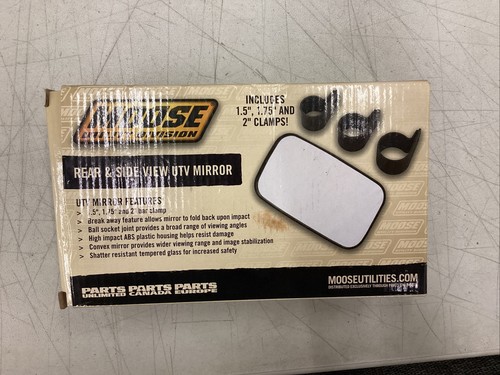 MOOSE
DIVISION
INCLUDES
1.5", 1.75" AND
2" CLAMPS!
REAR & SIDE VIEW UTV MIRROR
UTV MIRROR FEATURES
> 1.5", 1.75" and 2" bar clamp
> Break away feature allows mirror to fold back upon impact
> Ball socket joint provides a broad range of viewing angles
> High impact ABS plastic housing helps resist damage
> Convex mirror provides wider viewing range and image stabilization
> Shatter resistant tempered glass for increased safety
PARTS PARTS PARTS
UNLIMITED CANADA EUROPE
MOOSEUTILITIES.COM
DISTRIBUTED EXCLUSIVELY THROUGH